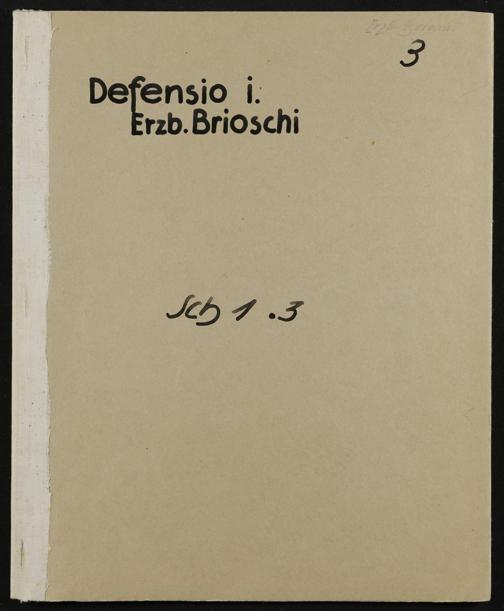 3
Defensio i.
Erzb. Brioschi
Sch 1 . 3